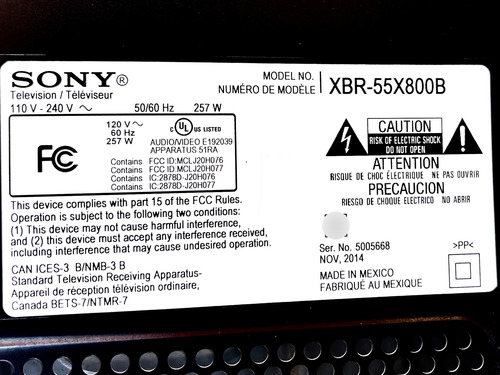 SONY®
Television / Téléviseur
110 V - 240 V ~ 50/60 Hz 257 W
MODEL NO.
NUMÉRO DE MODÈLE
XBR-55X800B
120 V ~
60 Hz
257 W
c UL US LISTED
AUDIO/VIDEO E192039
APPARATUS 51RA
FC
Contains FCC ID:MCLJ20H076
Contains FCC ID:MCLJ20H077
Contains IC:2878D-J20H076
Contains IC:2878D-J20H077
This device complies with part 15 of the FCC Rules.
Operation is subject to the following two conditions:
(1) This device may not cause harmful interference,
and (2) this device must accept any interference received,
including interference that may cause undesired operation.
CAN ICES-3 B/NMB-3 B
Standard Television Receiving Apparatus-
Appareil de réception télévision ordinaire,
Canada BETS-7/NTMR-7
CAUTION
RISK OF ELECTRIC SHOCK
DO NOT OPEN
ATTENTION
RISQUE DE CHOC ÉLECTRIQUE NE PAS OUVRIR
PRECAUCION
RIESGO DE CHOQUE ELÉCTRICO NO ABRIR
Ser. No. 5005668
NOV, 2014
>PP<
MADE IN MEXICO
FABRIQUÉ AU MEXIQUE